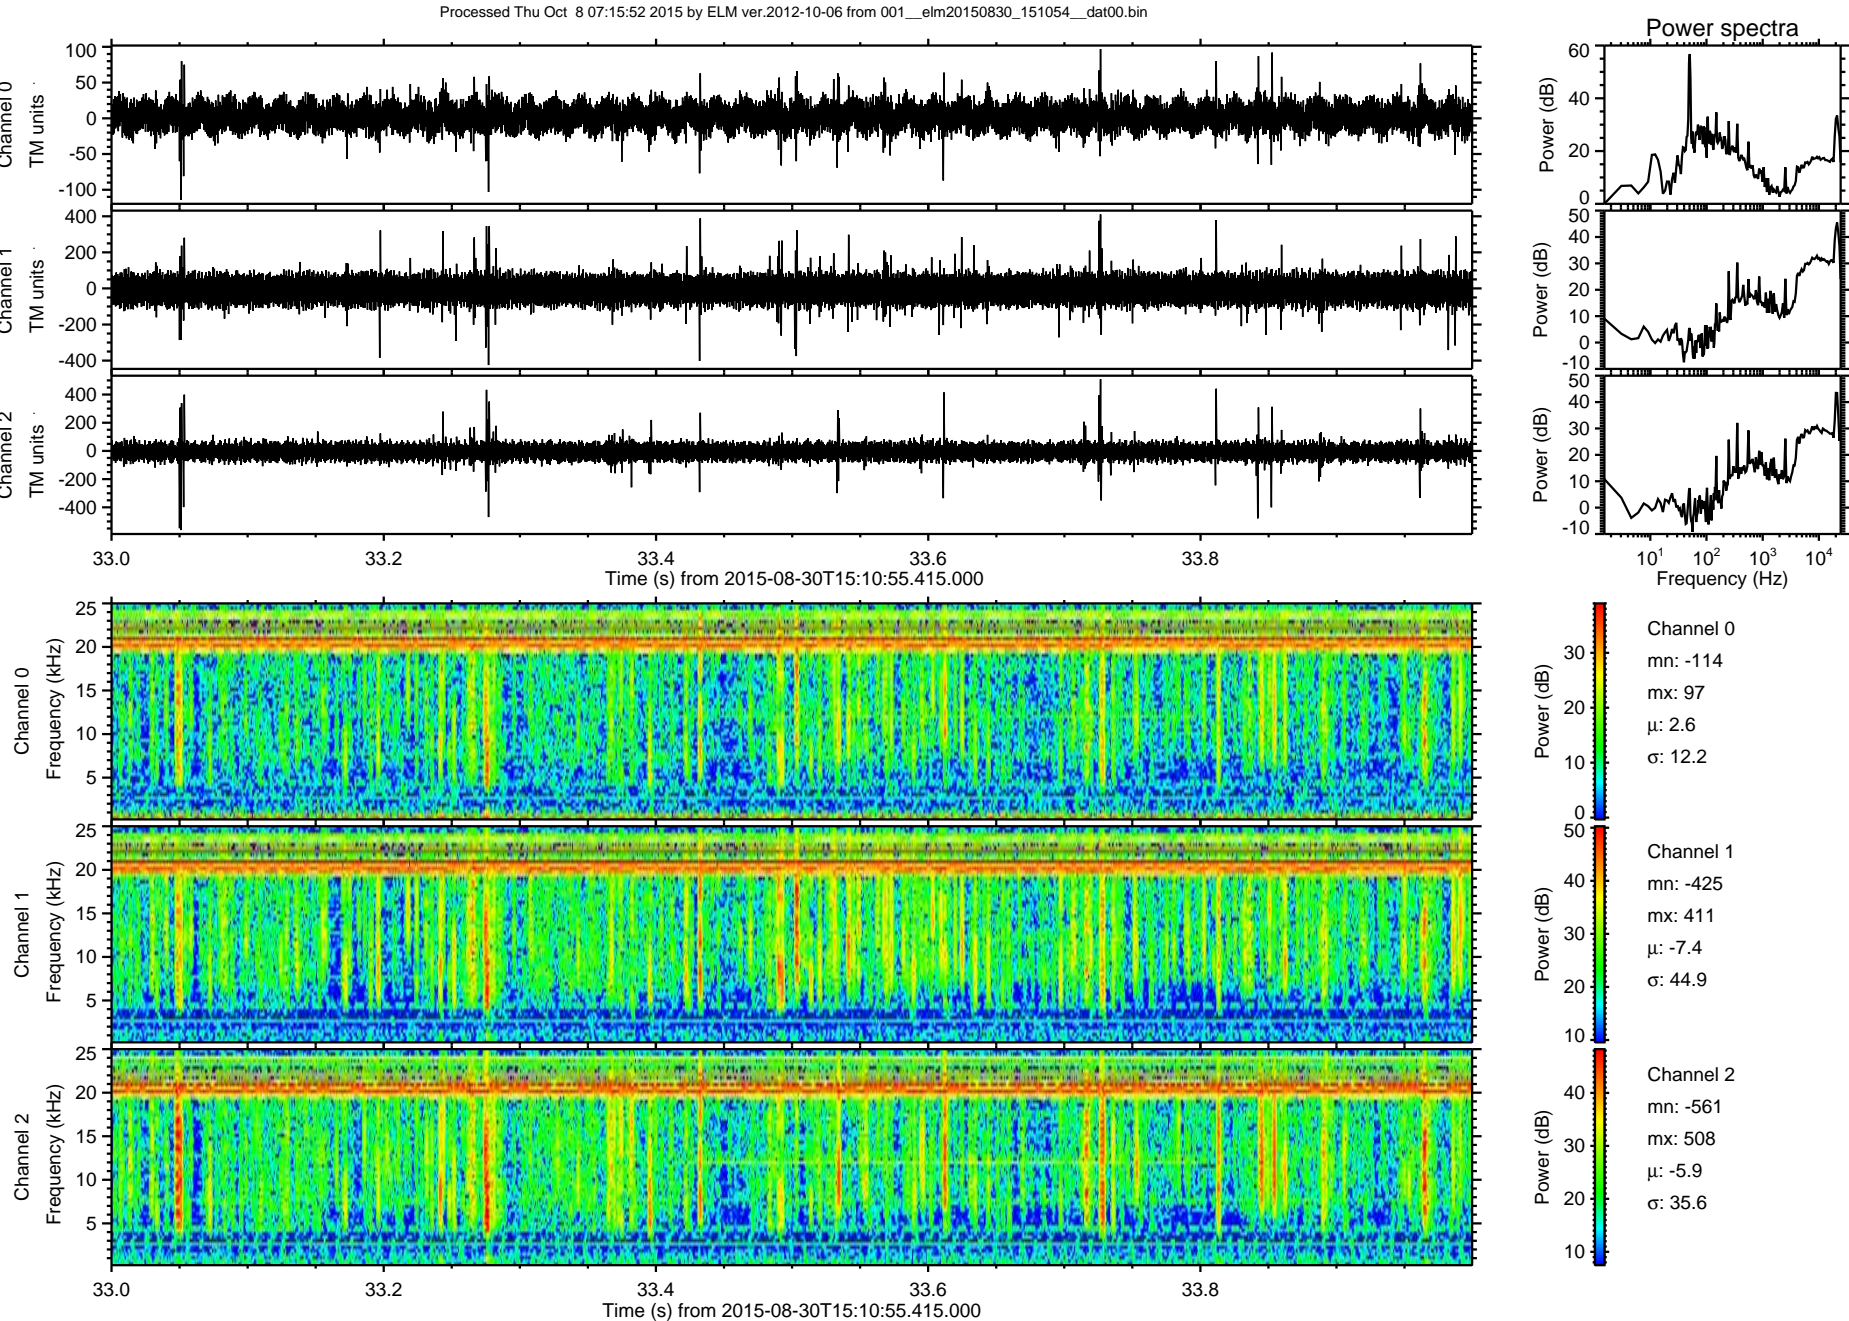 Processed Thu Oct  8 07:15:52 2015 by ELM ver.2012-10-06 from 001__elm20150830_151054__dat00.bin
Power spectra
Channel 0
TM units
100
50
0
-50
-100
Power (dB)
60
40
20
0
Channel 1
TM units
400
200
0
-200
-400
Power (dB)
50
40
30
20
10
0
-10
Channel 2
TM units
400
200
0
-200
-400
Power (dB)
50
40
30
20
10
0
-10
33.0 33.2 33.4 33.6 33.8
Time (s) from 2015-08-30T15:10:55.415.000
10¹ 10² 10³ 10⁴
Frequency (Hz)
Channel 0
Frequency (kHz)
25
20
15
10
5
Power (dB)
30
20
10
0
Channel 0
mn: -114
mx: 97
μ: 2.6
σ: 12.2
Channel 1
Frequency (kHz)
25
20
15
10
5
Power (dB)
50
40
30
20
10
Channel 1
mn: -425
mx: 411
μ: -7.4
σ: 44.9
Channel 2
Frequency (kHz)
25
20
15
10
5
Power (dB)
40
30
20
10
Channel 2
mn: -561
mx: 508
μ: -5.9
σ: 35.6
33.0 33.2 33.4 33.6 33.8
Time (s) from 2015-08-30T15:10:55.415.000